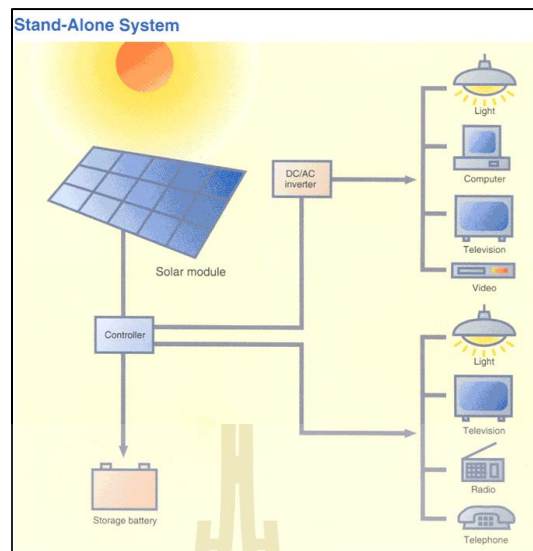 Stand-Alone System
Light
DC/AC
inverter
Computer
Solar module
Television
Video
Controller
Light
Television
Radio
Storage battery
Telephone